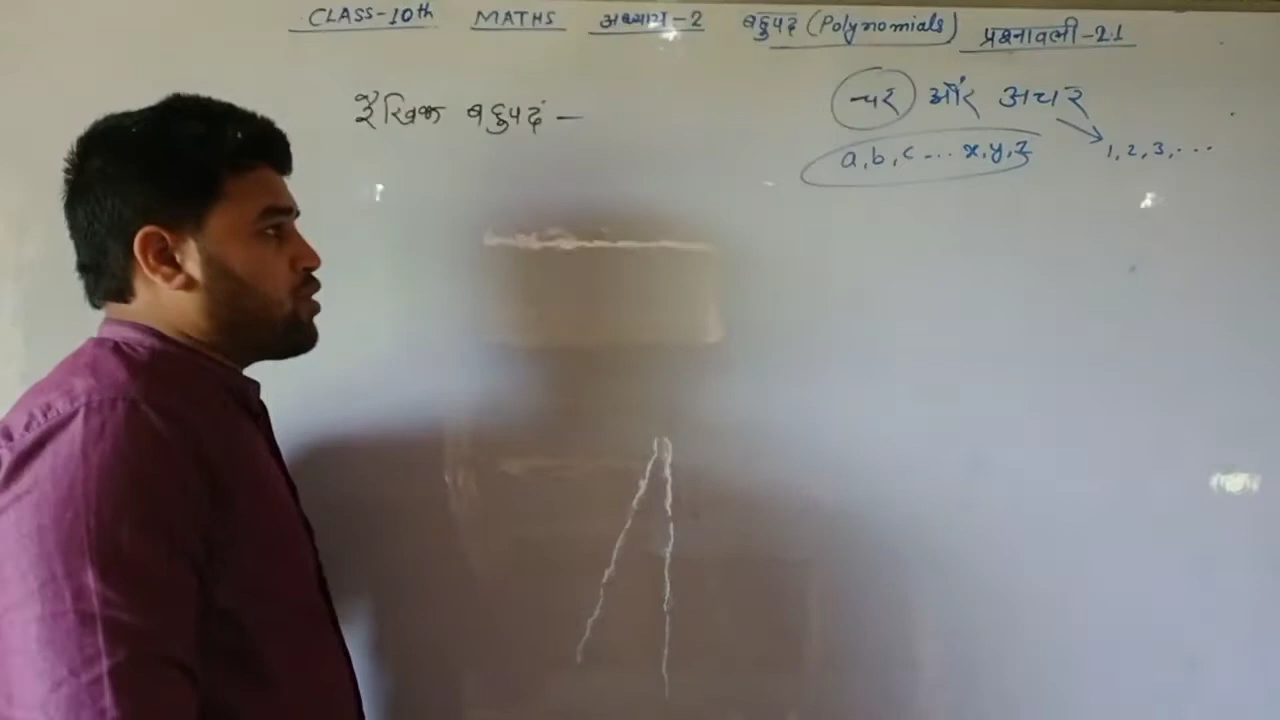 CLASS-10th MATHS अध्याय-2 बहुपद (Polynomials) प्रश्नावली-2.1
रैखिक बहुपद - चर और अचर
a, b, c ... x, y, z 1, 2, 3, ...